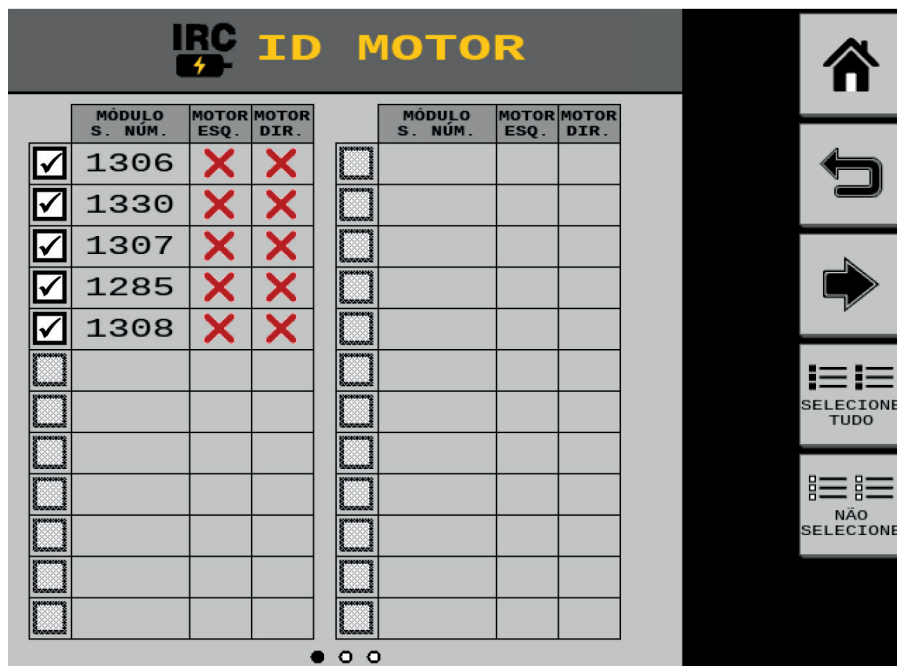 IRC ID MOTOR
MÓDULO S. NÚM. MOTOR ESQ. MOTOR DIR. MÓDULO S. NÚM. MOTOR ESQ. MOTOR DIR.
1306
1330
1307
1285
1308
SELECIONE
TUDO
NÃO
SELECIONE